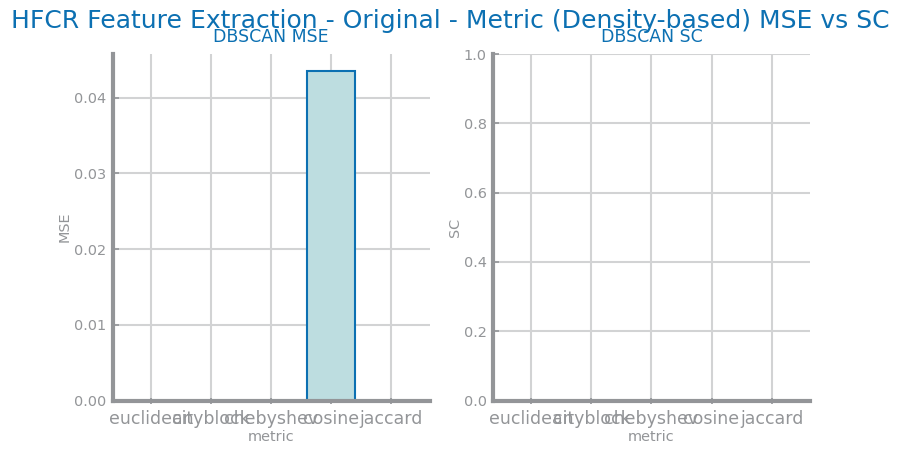 HFCR Feature Extraction - Original - Metric (Density-based) MSE vs SC
DBSCAN MSE
MSE
0.04
0.03
0.02
0.01
0.00
euclidean cityblock chebyshev cosine jaccard
metric
DBSCAN SC
SC
1.0
0.8
0.6
0.4
0.2
0.0
euclidean cityblock chebyshev cosine jaccard
metric